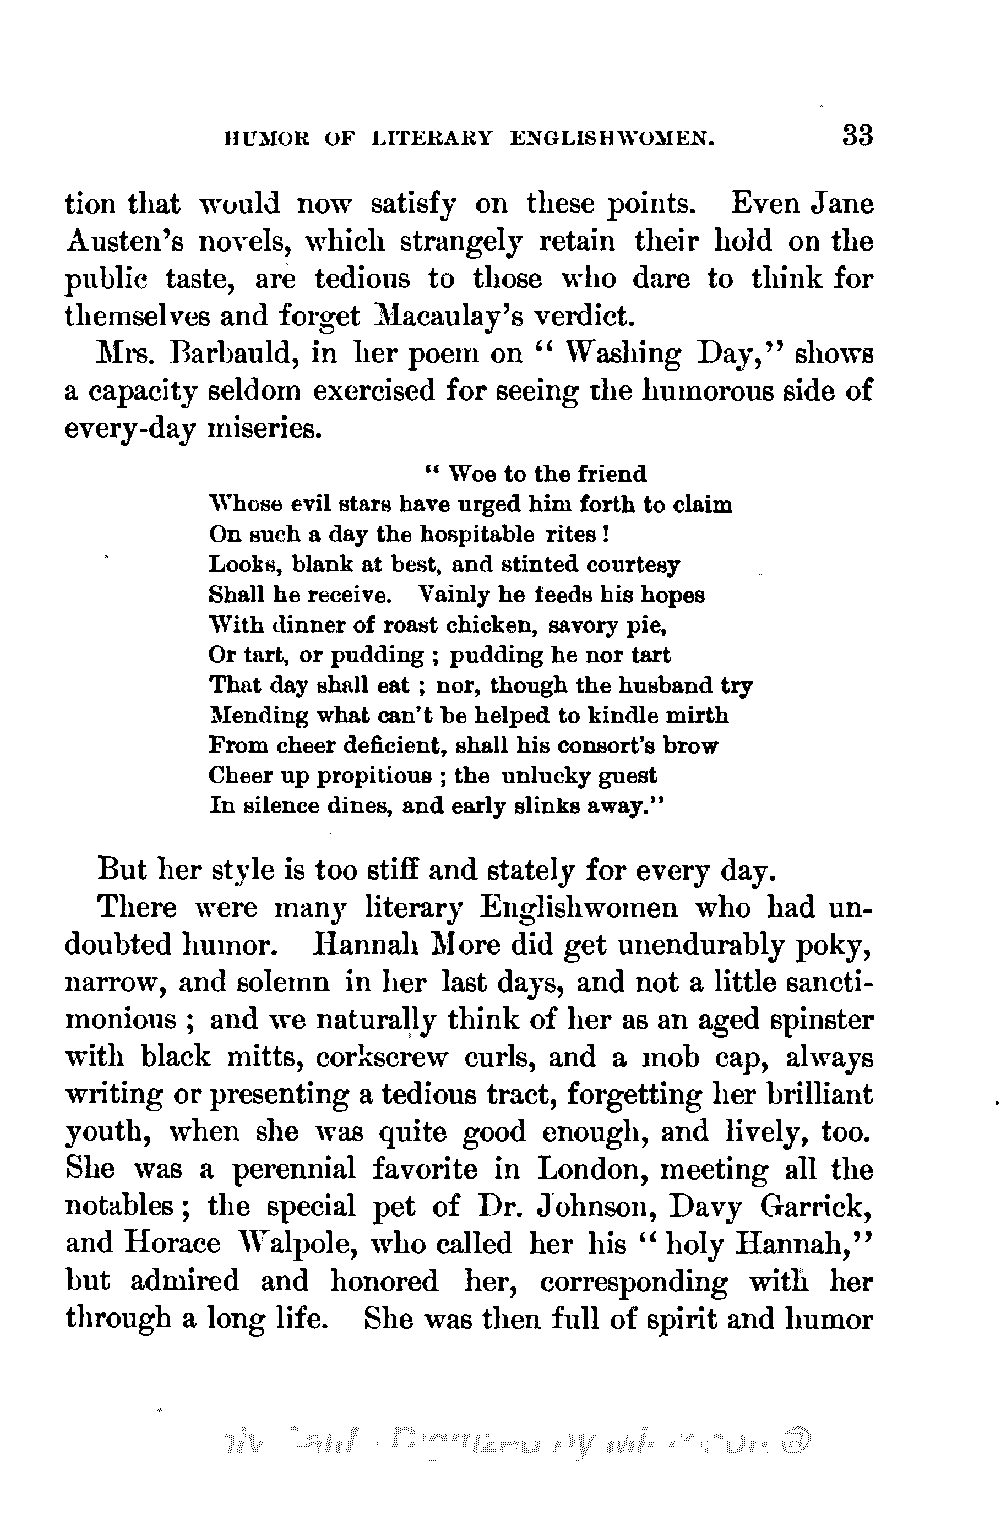 HUMOR OF LITERARY ENGLISHWOMEN. 33
tion that would now satisfy on these points. Even Jane
Austen's novels, which strangely retain their hold on the
public taste, are tedious to those who dare to think for
themselves and forget Macaulay's verdict.
Mrs. Barbauld, in her poem on “ Washing Day,” shows
a capacity seldom exercised for seeing the humorous side of
every-day miseries.
“ Woe to the friend
Whose evil stars have urged him forth to claim
On such a day the hospitable rites !
Looks, blank at best, and stinted courtesy
Shall he receive. Vainly he feeds his hopes
With dinner of roast chicken, savory pie,
Or tart, or pudding ; pudding he nor tart
That day shall eat ; nor, though the husband try
Mending what can't be helped to kindle mirth
From cheer deficient, shall his consort's brow
Cheer up propitious ; the unlucky guest
In silence dines, and early slinks away.”
But her style is too stiff and stately for every day.
There were many literary Englishwomen who had un-
doubted humor. Hannah More did get unendurably poky,
narrow, and solemn in her last days, and not a little sancti-
monious ; and we naturally think of her as an aged spinster
with black mitts, corkscrew curls, and a mob cap, always
writing or presenting a tedious tract, forgetting her brilliant
youth, when she was quite good enough, and lively, too.
She was a perennial favorite in London, meeting all the
notables ; the special pet of Dr. Johnson, Davy Garrick,
and Horace Walpole, who called her his “ holy Hannah,”
but admired and honored her, corresponding with her
through a long life. She was then full of spirit and humor